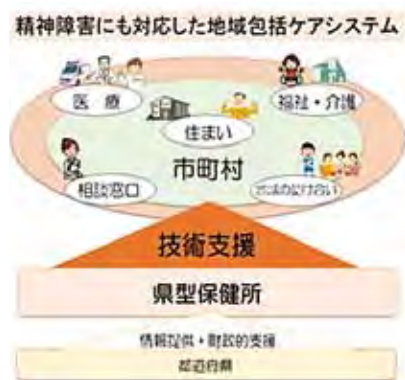 精神障害にも対応した地域包括ケアシステム
医　療
福祉・介護
住まい
市町村
相談窓口
技術支援
県型保健所
情報提供・財政的支援
都道府県